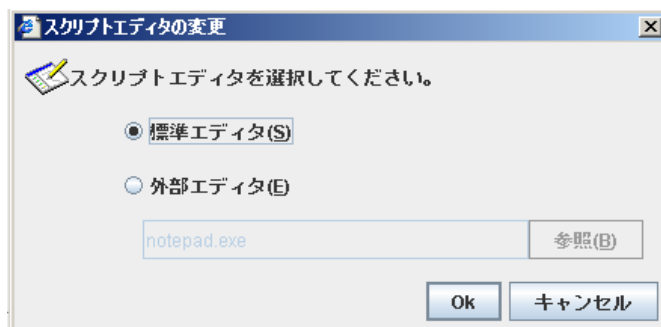 スクリプトエディタの変更
スクリプトエディタを選択してください。
標準エディタ(S)
外部エディタ(E)
notepad.exe 参照(B)
Ok キャンセル